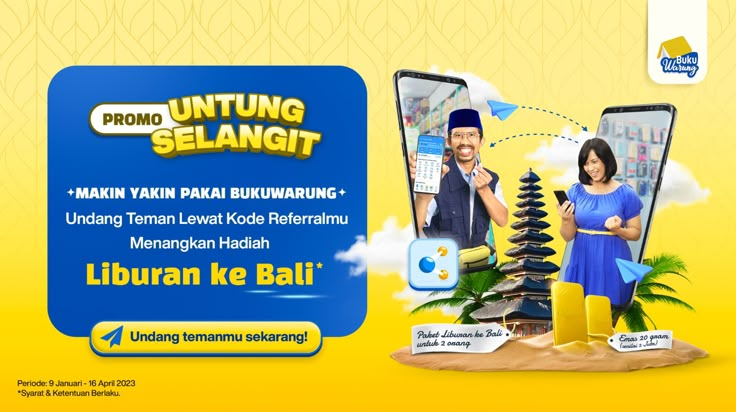 Buku
Warung
PROMO UNTUNG
SELANGIT
MAKIN YAKIN PAKAI BUKUWARUNG
Undang Teman Lewat Kode Referralmu
Menangkan Hadiah
Liburan ke Bali*
Undang temanmu sekarang!
Paket Liburan ke Bali
untuk 2 orang
Emas 20 gram
Periode: 9 Januari - 16 April 2023
*Syarat & Ketentuan Berlaku.